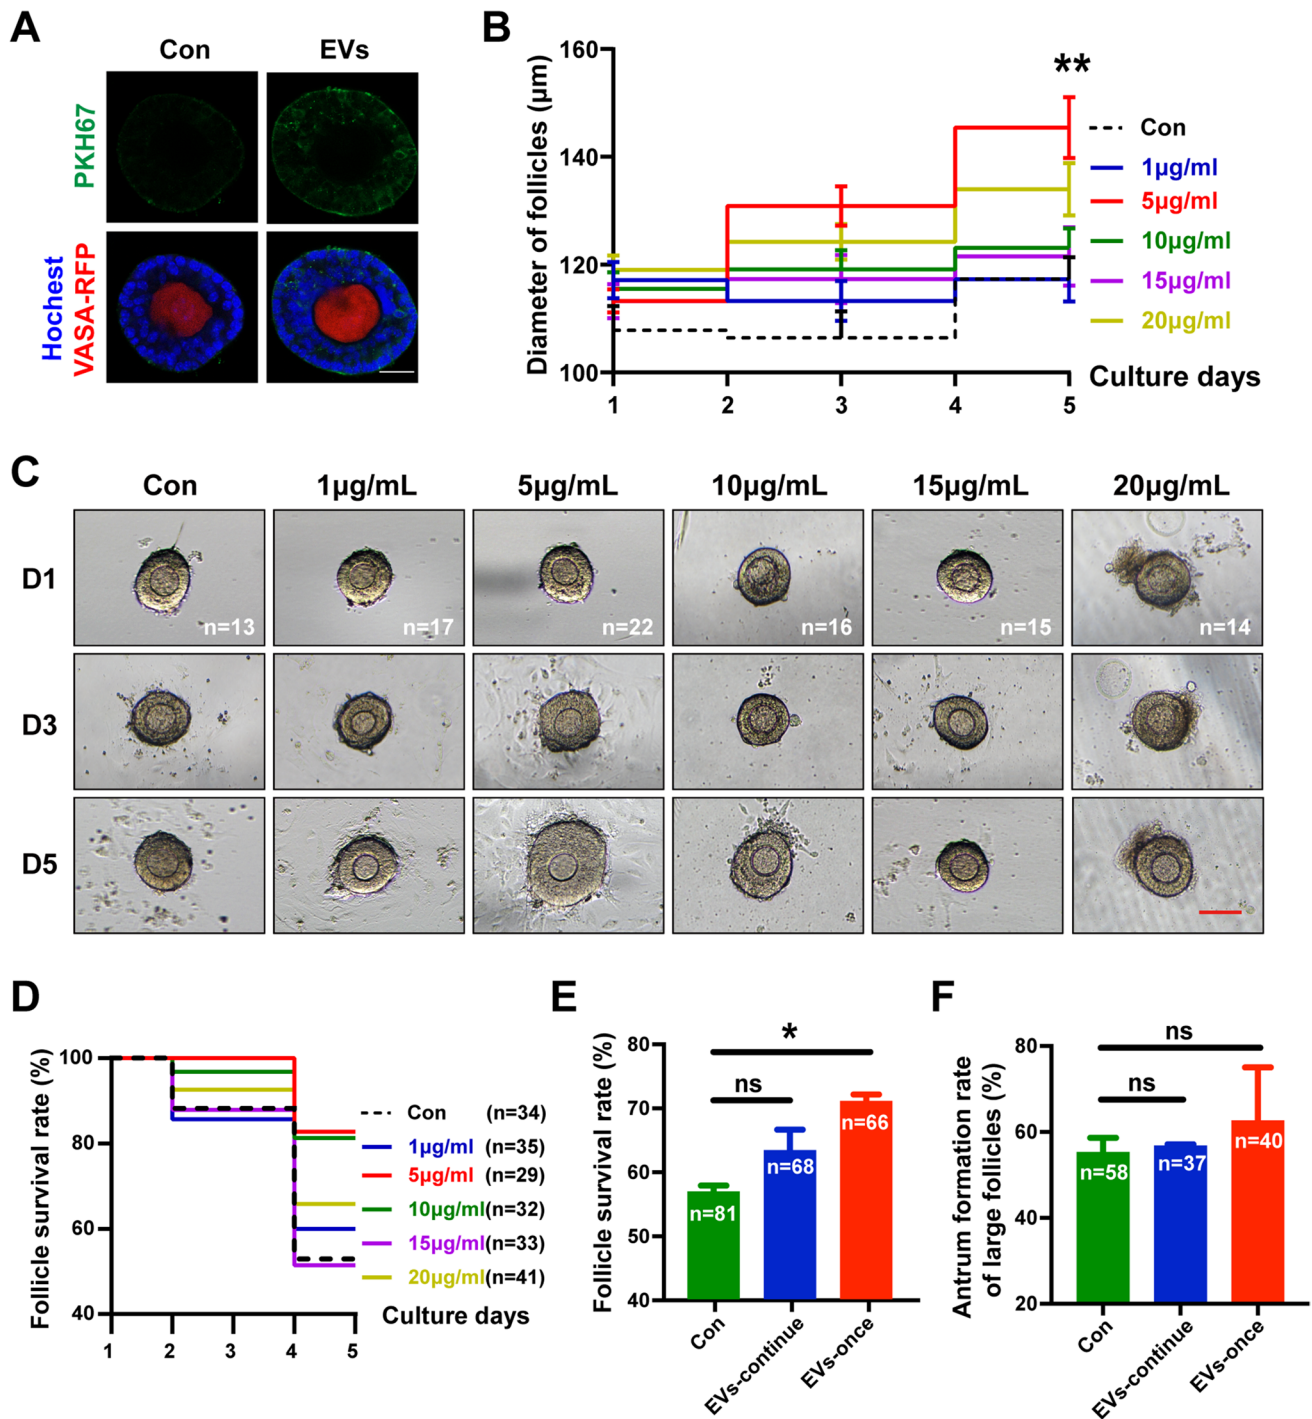 A
Con
EVs
PKH67
Hochest
VASA-RFP
B
Diameter of follicles (μm)
160
140
120
100
1
2
3
4
5
Culture days
**
Con
1μg/ml
5μg/ml
10μg/ml
15μg/ml
20μg/ml
C
Con
1μg/mL
5μg/mL
10μg/mL
15μg/mL
20μg/mL
D1
n=13
n=17
n=22
n=16
n=15
n=14
D3
D5
D
Follicle survival rate (%)
100
80
60
40
1
2
3
4
5
Con (n=34)
1μg/ml (n=35)
5μg/ml (n=29)
10μg/ml(n=32)
15μg/ml(n=33)
20μg/ml(n=41)
Culture days
E
Follicle survival rate (%)
80
70
60
50
40
*
ns
n=81
n=68
n=66
Con
EVs-continue
EVs-once
F
Antrum formation rate
of large follicles (%)
80
60
40
20
ns
ns
n=58
n=37
n=40
Con
EVs-continue
EVs-once